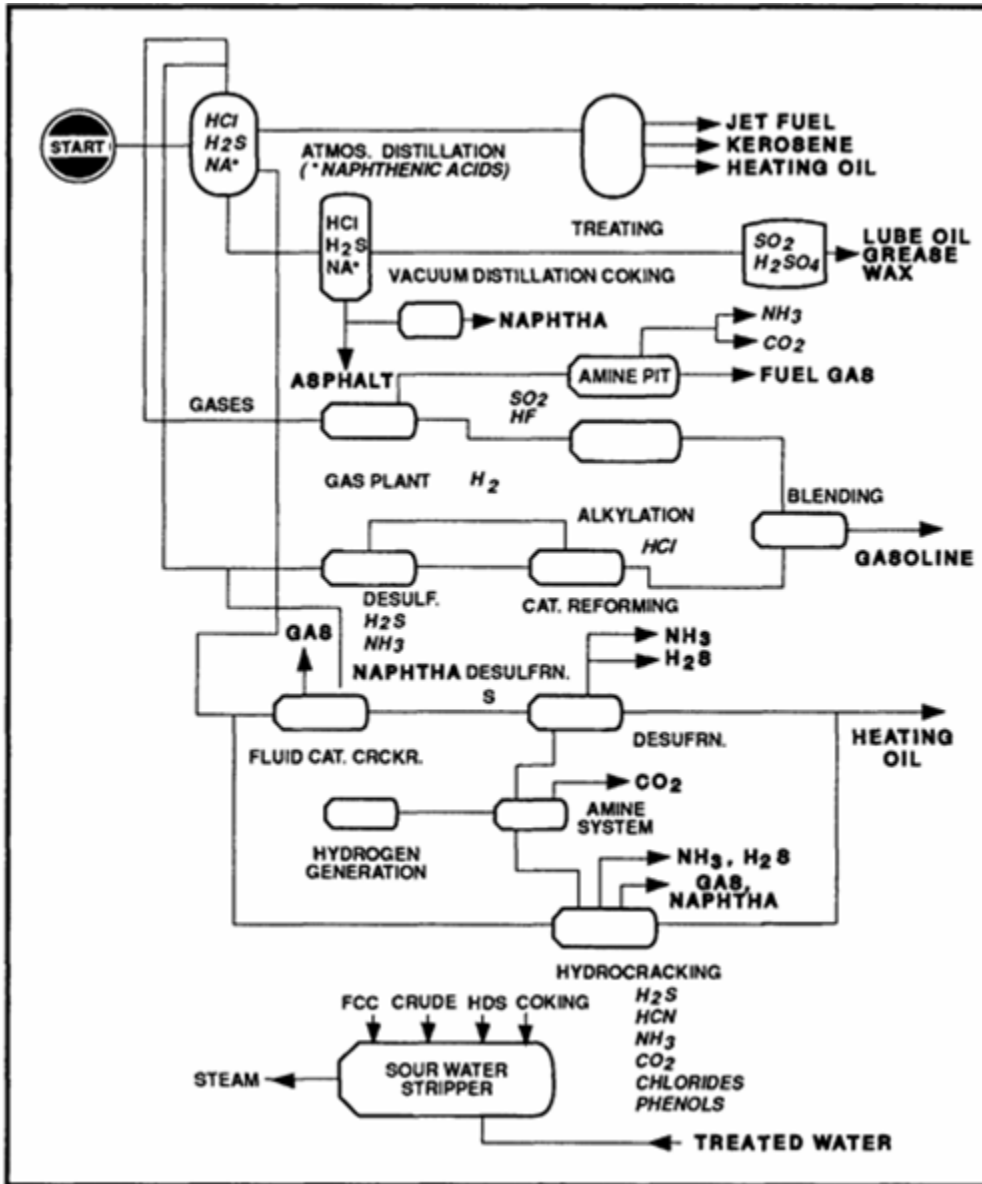 HCl
H2S
NA*
START
JET FUEL
KEROSENE
HEATING OIL
ATMOS. DISTILLATION
(* NAPHTHENIC ACIDS)
HCl
H2S
NA*
TREATING
SO2
H2SO4
LUBE OIL
GREASE
WAX
VACUUM DISTILLATION COKING
NAPHTHA
NH3
CO2
ASPHALT
AMINE PIT
FUEL GAS
GASES
SO2
HF
GAS PLANT
H2
BLENDING
ALKYLATION
HCl
GASOLINE
DESULF.
H2S
NH3
CAT. REFORMING
GAS
NH3
H2S
NAPHTHA DESULFRN.
S
FLUID CAT. CRCKR.
DESUFRN.
HEATING
OIL
CO2
AMINE
SYSTEM
HYDROGEN
GENERATION
NH3, H2S
GAS,
NAPHTHA
HYDROCRACKING
H2S
HCN
NH3
CO2
CHLORIDES
PHENOLS
FCC CRUDE HDS COKING
SOUR WATER
STRIPPER
STEAM
TREATED WATER